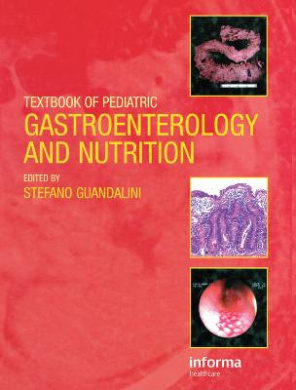 TEXTBOOK OF PEDIATRIC
GASTROENTEROLOGY
AND NUTRITION
EDITED BY
STEFANO GUANDALINI
informa
healthcare